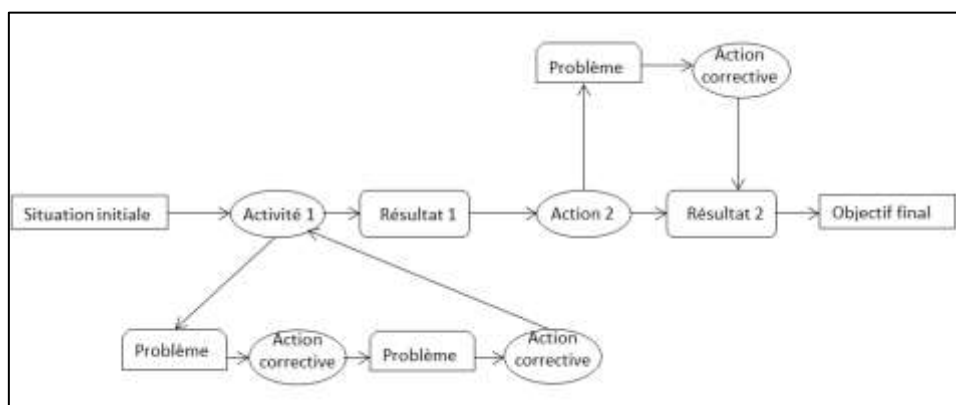 Problème
Action
corrective
Situation initiale
Activité 1
Résultat 1
Action 2
Résultat 2
Objectif final
Problème
Action
corrective
Problème
Action
corrective